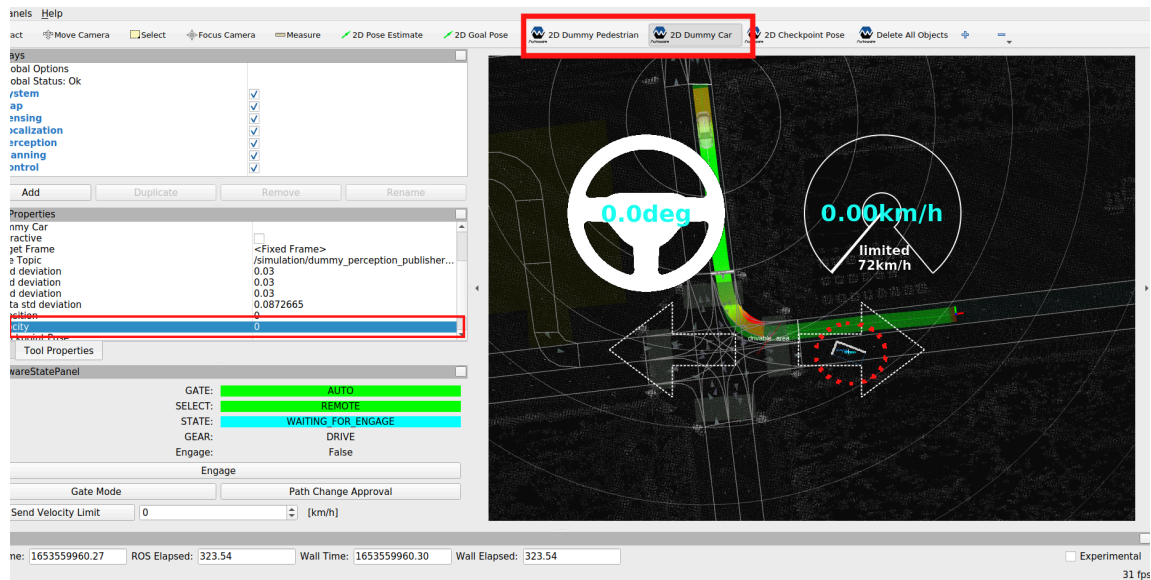 anels Help
act Move Camera Select Focus Camera Measure 2D Pose Estimate 2D Goal Pose 2D Dummy Pedestrian 2D Dummy Car 2D Checkpoint Pose Delete All Objects
ays
obal Options
obal Status: Ok
ystem
ap
ensing
ocalization
erception
anning
ontrol
Add Duplicate Remove Rename
Properties
mmy Car
ractive
get Frame <Fixed Frame>
e Topic /simulation/dummy_perception_publisher...
d deviation 0.03
d deviation 0.03
d deviation 0.03
ta std deviation 0.0872665
osition 0
ocity 0
Tool Properties
wareStatePanel
GATE: AUTO
SELECT: REMOTE
STATE: WAITING_FOR_ENGAGE
GEAR: DRIVE
Engage: False
Engage
Gate Mode Path Change Approval
Send Velocity Limit 0 [km/h]
0.0deg
0.00km/h
limited
72km/h
drivable_area
me: 1653559960.27 ROS Elapsed: 323.54 Wall Time: 1653559960.30 Wall Elapsed: 323.54 Experimental
31 fps